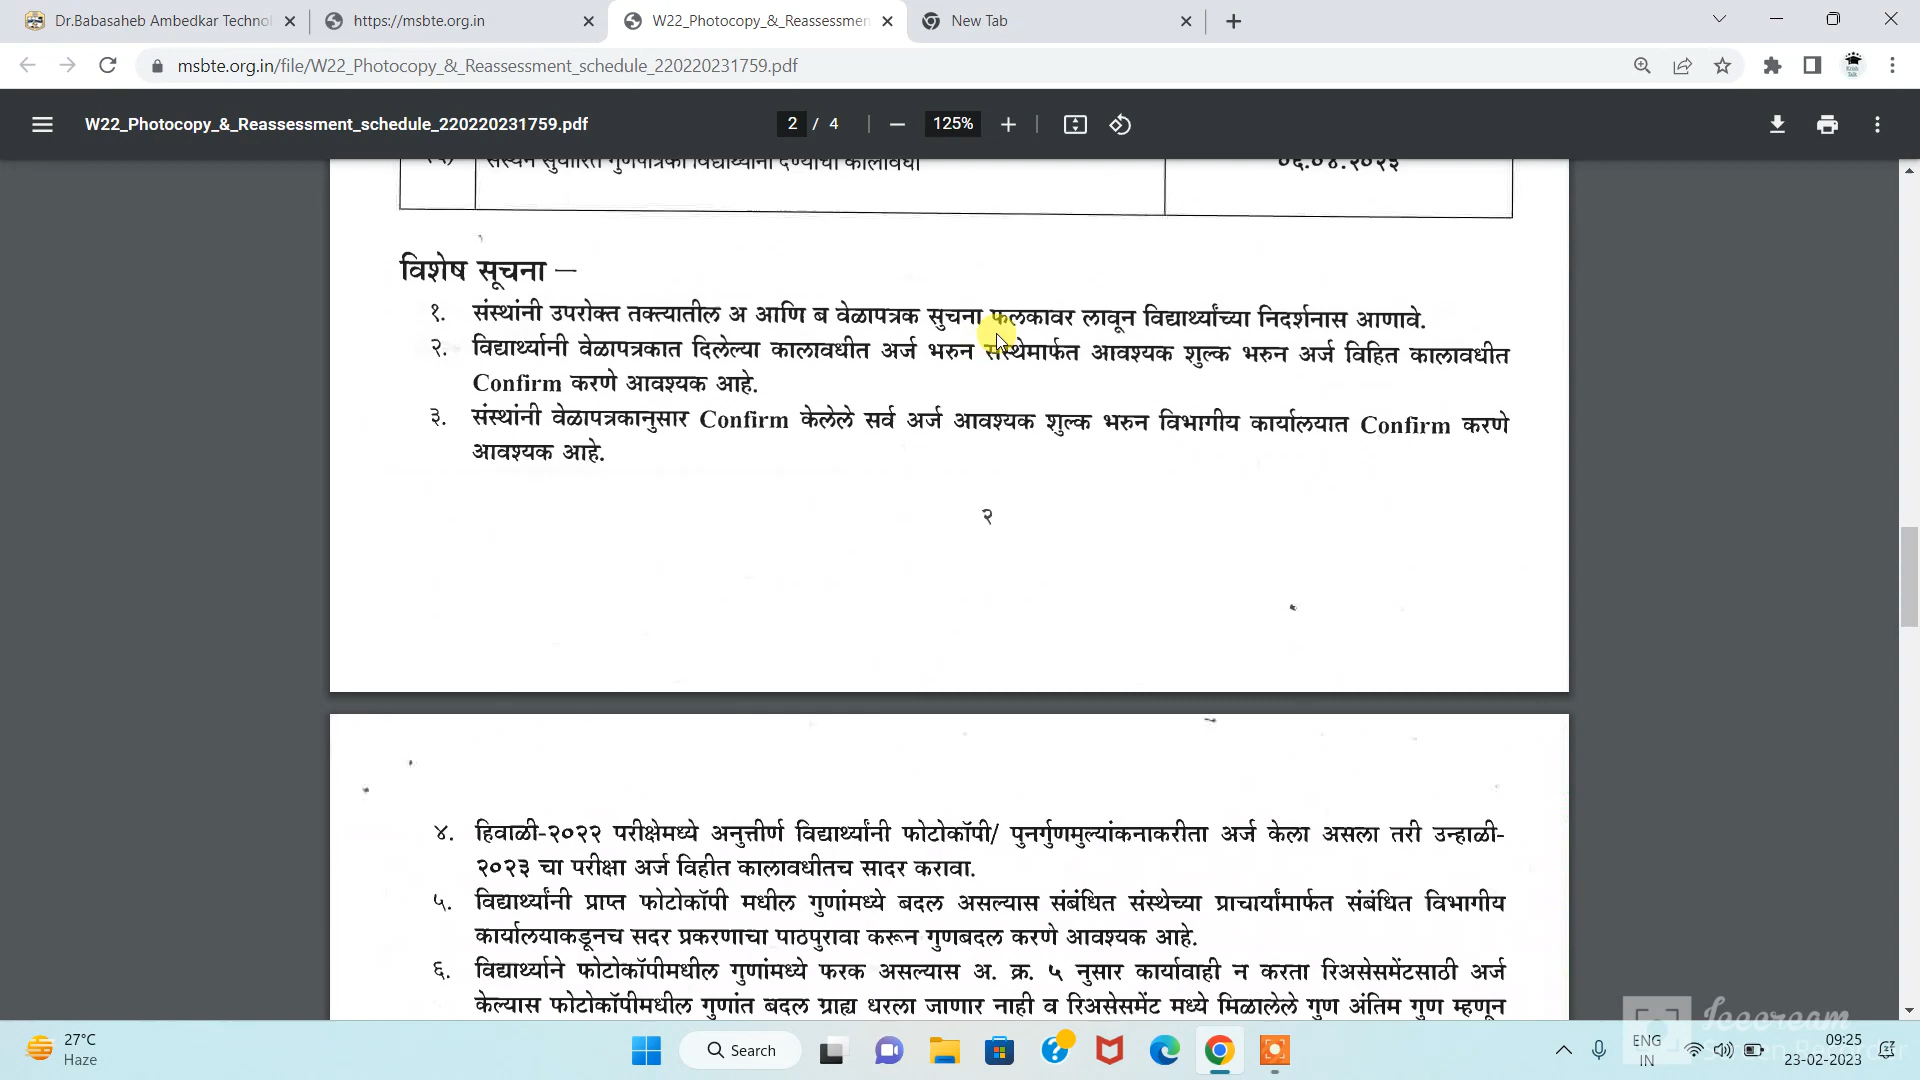 Dr.Babasaheb Ambedkar Technol
https://msbte.org.in
W22_Photocopy_&_Reassessmen
New Tab
msbte.org.in/file/W22_Photocopy_&_Reassessment_schedule_220220231759.pdf
W22_Photocopy_&_Reassessment_schedule_220220231759.pdf
2 / 4
125%
सुधारित गुणपत्रिका विद्यार्थ्यांना देण्याचा कालावधी
०६.०४.२०२३
विशेष सूचना –
१. संस्थांनी उपरोक्त तक्त्यातील अ आणि ब वेळापत्रक सुचना फलकावर लावून विद्यार्थ्यांच्या निदर्शनास आणावे.
२. विद्यार्थ्यानी वेळापत्रकात दिलेल्या कालावधीत अर्ज भरुन संस्थेमार्फत आवश्यक शुल्क भरुन अर्ज विहित कालावधीत
Confirm करणे आवश्यक आहे.
३. संस्थांनी वेळापत्रकानुसार Confirm केलेले सर्व अर्ज आवश्यक शुल्क भरुन विभागीय कार्यालयात Confirm करणे
आवश्यक आहे.
२
४. हिवाळी-२०२२ परीक्षेमध्ये अनुत्तीर्ण विद्यार्थ्यांनी फोटोकॉपी/ पुनर्गुणमुल्यांकनाकरीता अर्ज केला असला तरी उन्हाळी-
२०२३ चा परीक्षा अर्ज विहीत कालावधीतच सादर करावा.
५. विद्यार्थ्यांनी प्राप्त फोटोकॉपी मधील गुणांमध्ये बदल असल्यास संबंधित संस्थेच्या प्राचार्यांमार्फत संबंधित विभागीय
कार्यालयाकडूनच सदर प्रकरणाचा पाठपुरावा करून गुणबदल करणे आवश्यक आहे.
६. विद्यार्थ्याने फोटोकॉपीमधील गुणांमध्ये फरक असल्यास अ. क्र. ५ नुसार कार्यावाही न करता रिअसेसमेंटसाठी अर्ज
केल्यास फोटोकॉपीमधील गुणांत बदल ग्राह्य धरला जाणार नाही व रिअसेसमेंट मध्ये मिळालेले गुण अंतिम गुण म्हणून
Icecream
27°C
Haze
Search
ENG
IN
09:25
23-02-2023